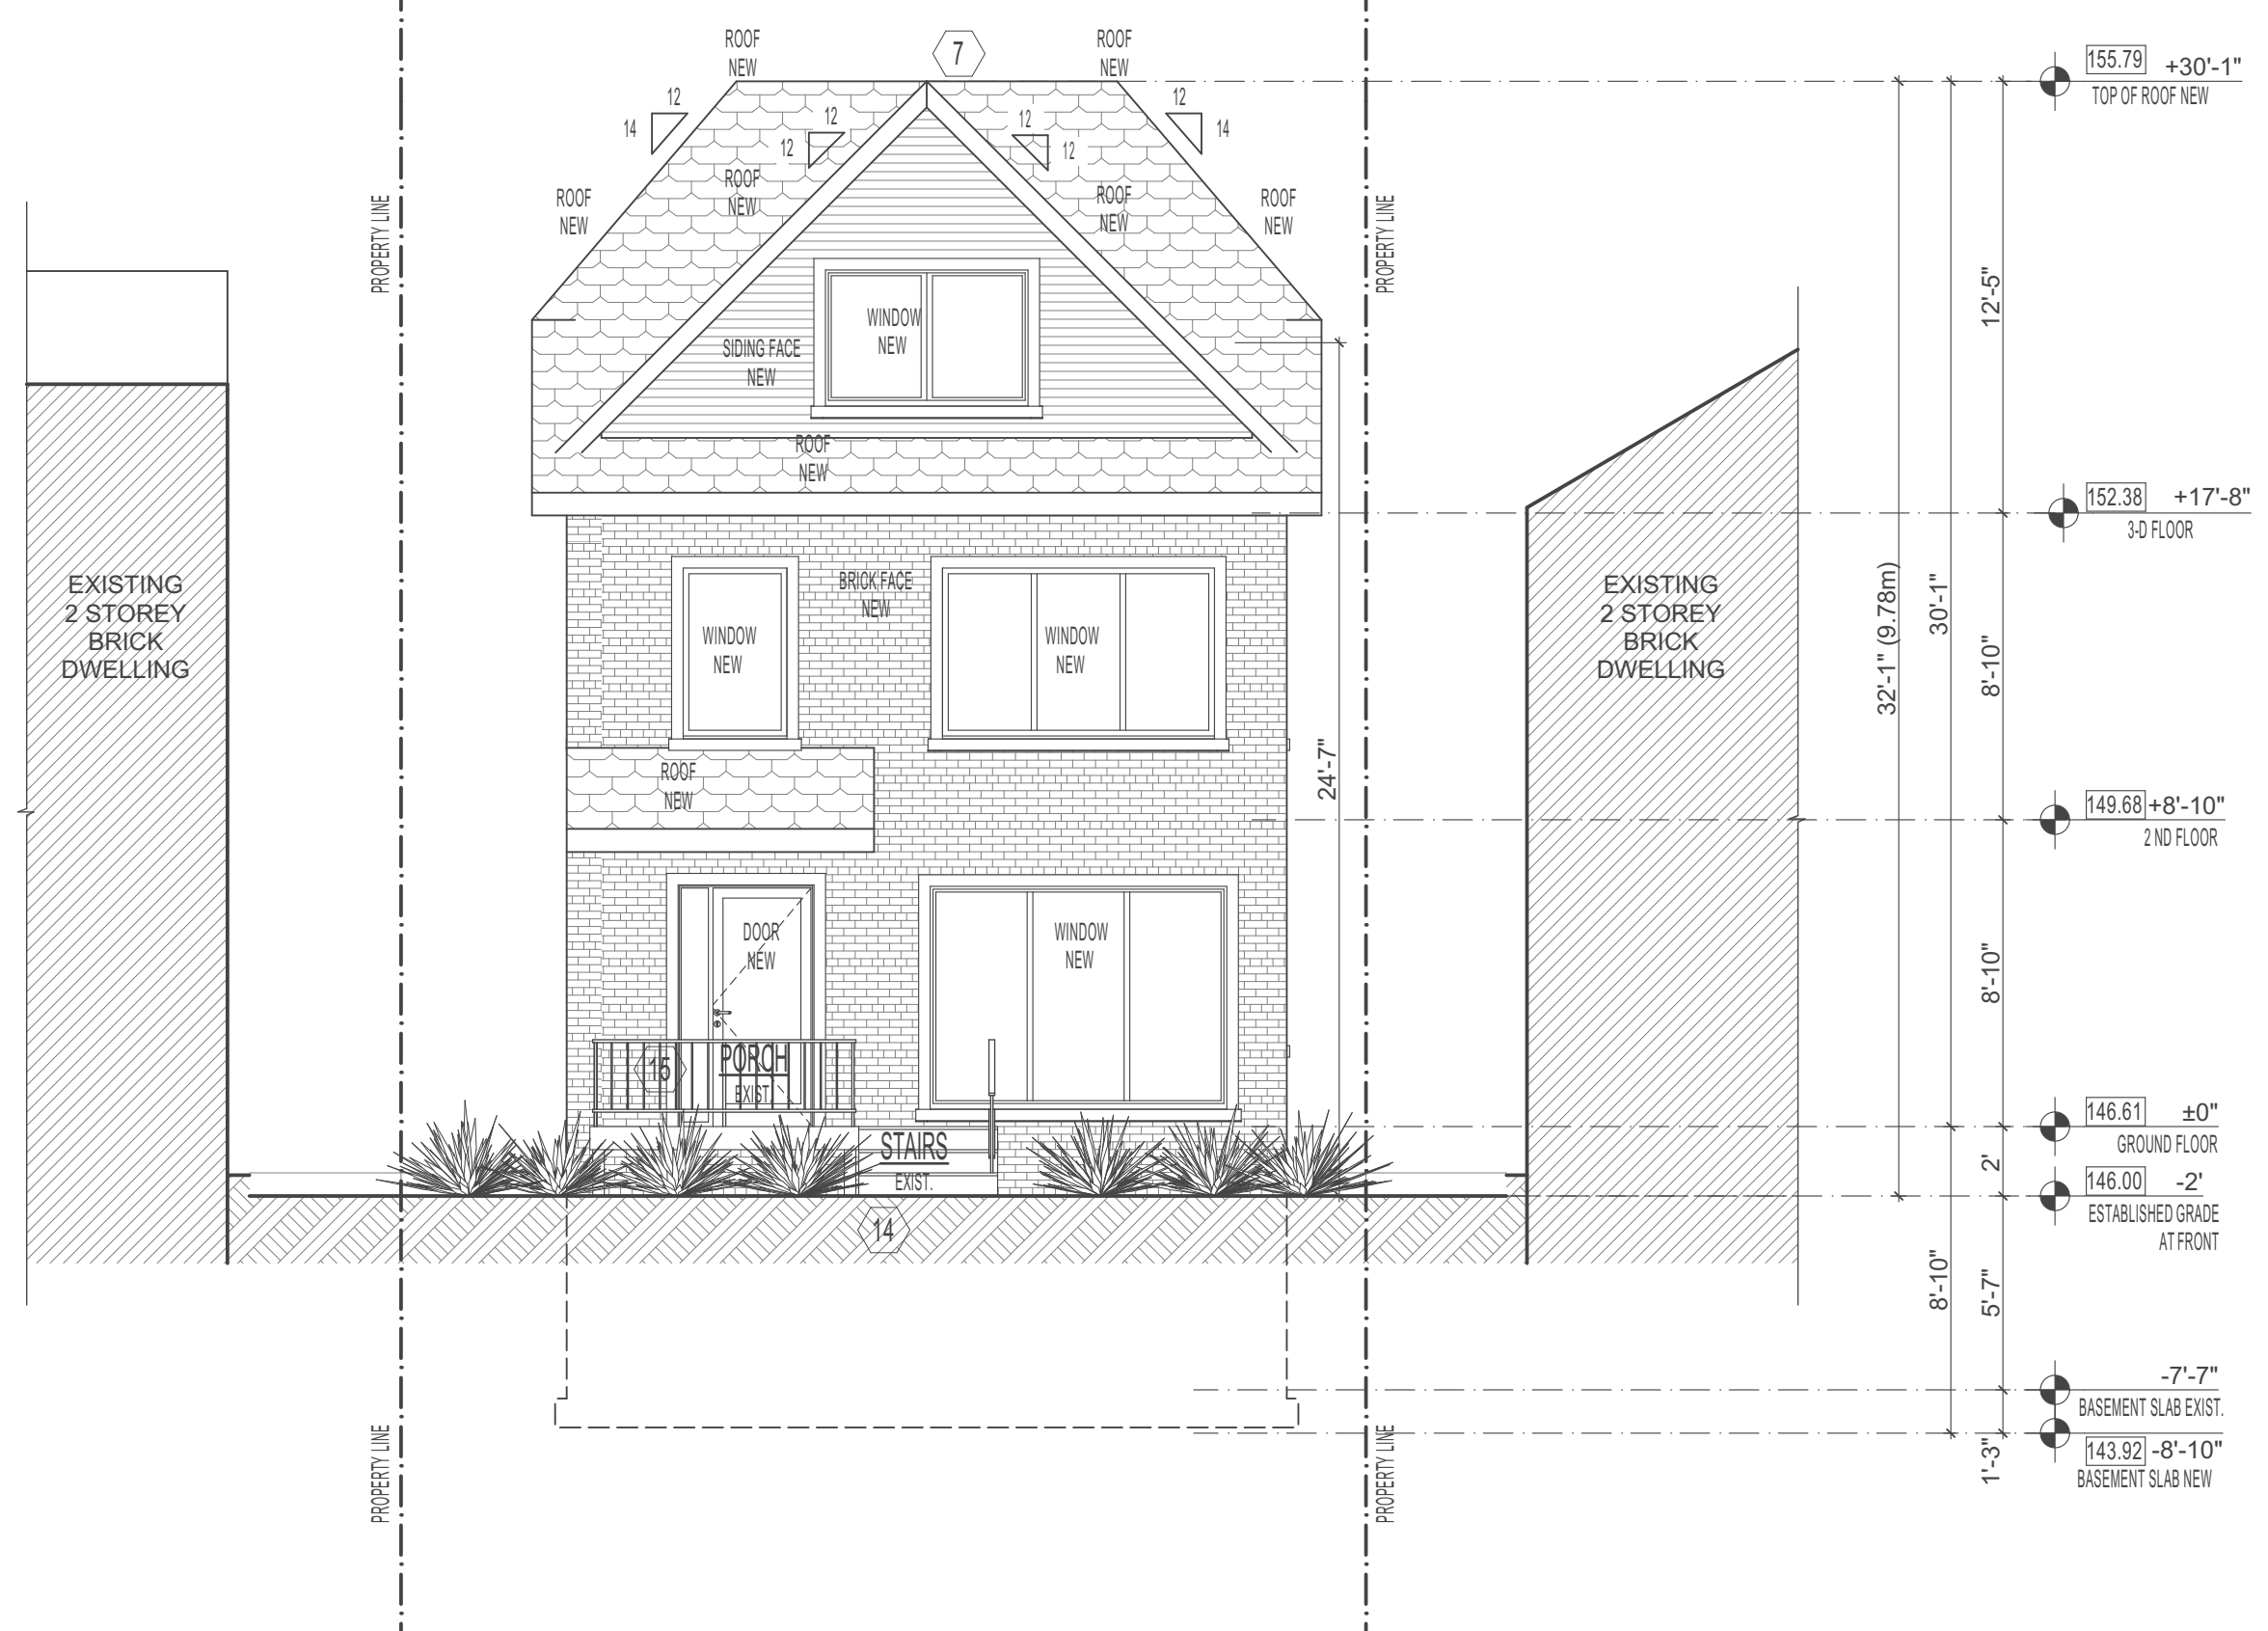 ROOF
NEW
7
ROOF
NEW
155.79 +30'-1"
TOP OF ROOF NEW
12
14
12
12
12
12
12
14
ROOF
NEW
ROOF
NEW
ROOF
NEW
ROOF
NEW
PROPERTY LINE
PROPERTY LINE
12'-5"
WINDOW
NEW
SIDING FACE
NEW
ROOF
NEW
152.38 +17'-8"
3-D FLOOR
EXISTING
2 STOREY
BRICK
DWELLING
BRICK FACE
NEW
WINDOW
NEW
WINDOW
NEW
EXISTING
2 STOREY
BRICK
DWELLING
32'-1" (9.78m)
30'-1"
8'-10"
24'-7"
ROOF
NEW
149.68 +8'-10"
2 ND FLOOR
DOOR
NEW
WINDOW
NEW
8'-10"
15
PORCH
EXIST.
STAIRS
EXIST.
146.61 ±0"
GROUND FLOOR
2'
146.00 -2'
ESTABLISHED GRADE
AT FRONT
14
8'-10"
5'-7"
-7'-7"
BASEMENT SLAB EXIST.
143.92 -8'-10"
BASEMENT SLAB NEW
1'-3"
PROPERTY LINE
PROPERTY LINE